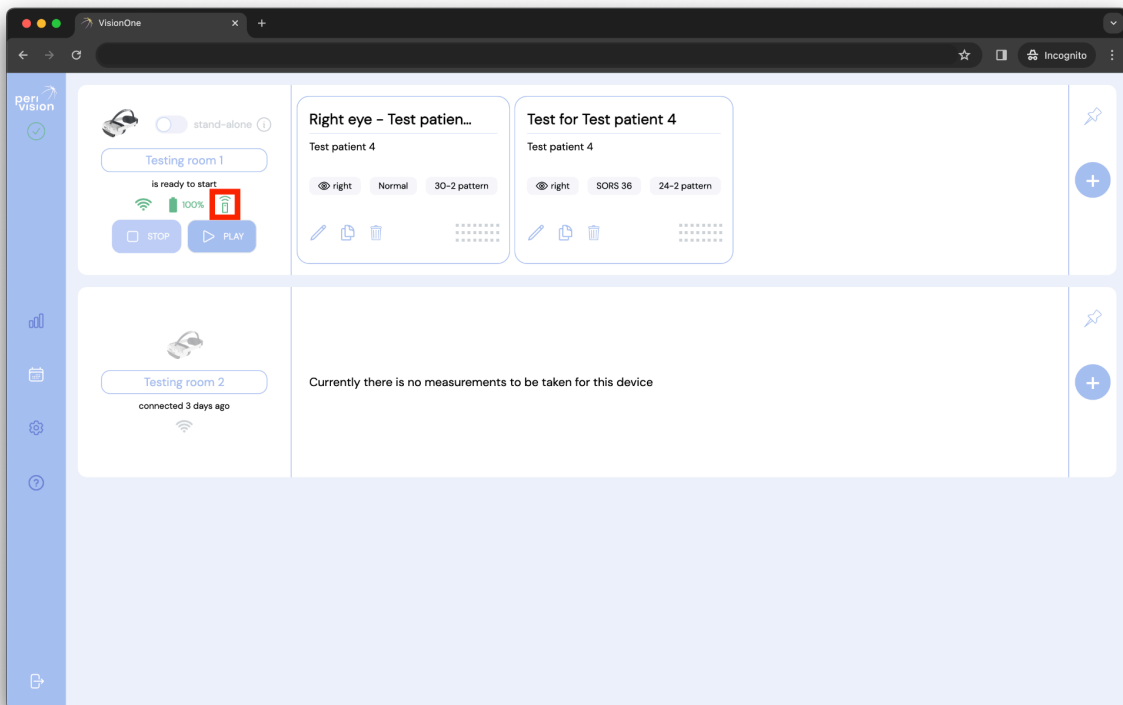 VisionOne
Incognito
peri
vision
stand-alone
Testing room 1
is ready to start
100%
STOP
PLAY
Right eye - Test patien...
Test patient 4
right
Normal
30-2 pattern
Test for Test patient 4
Test patient 4
right
SORS 36
24-2 pattern
Testing room 2
connected 3 days ago
Currently there is no measurements to be taken for this device